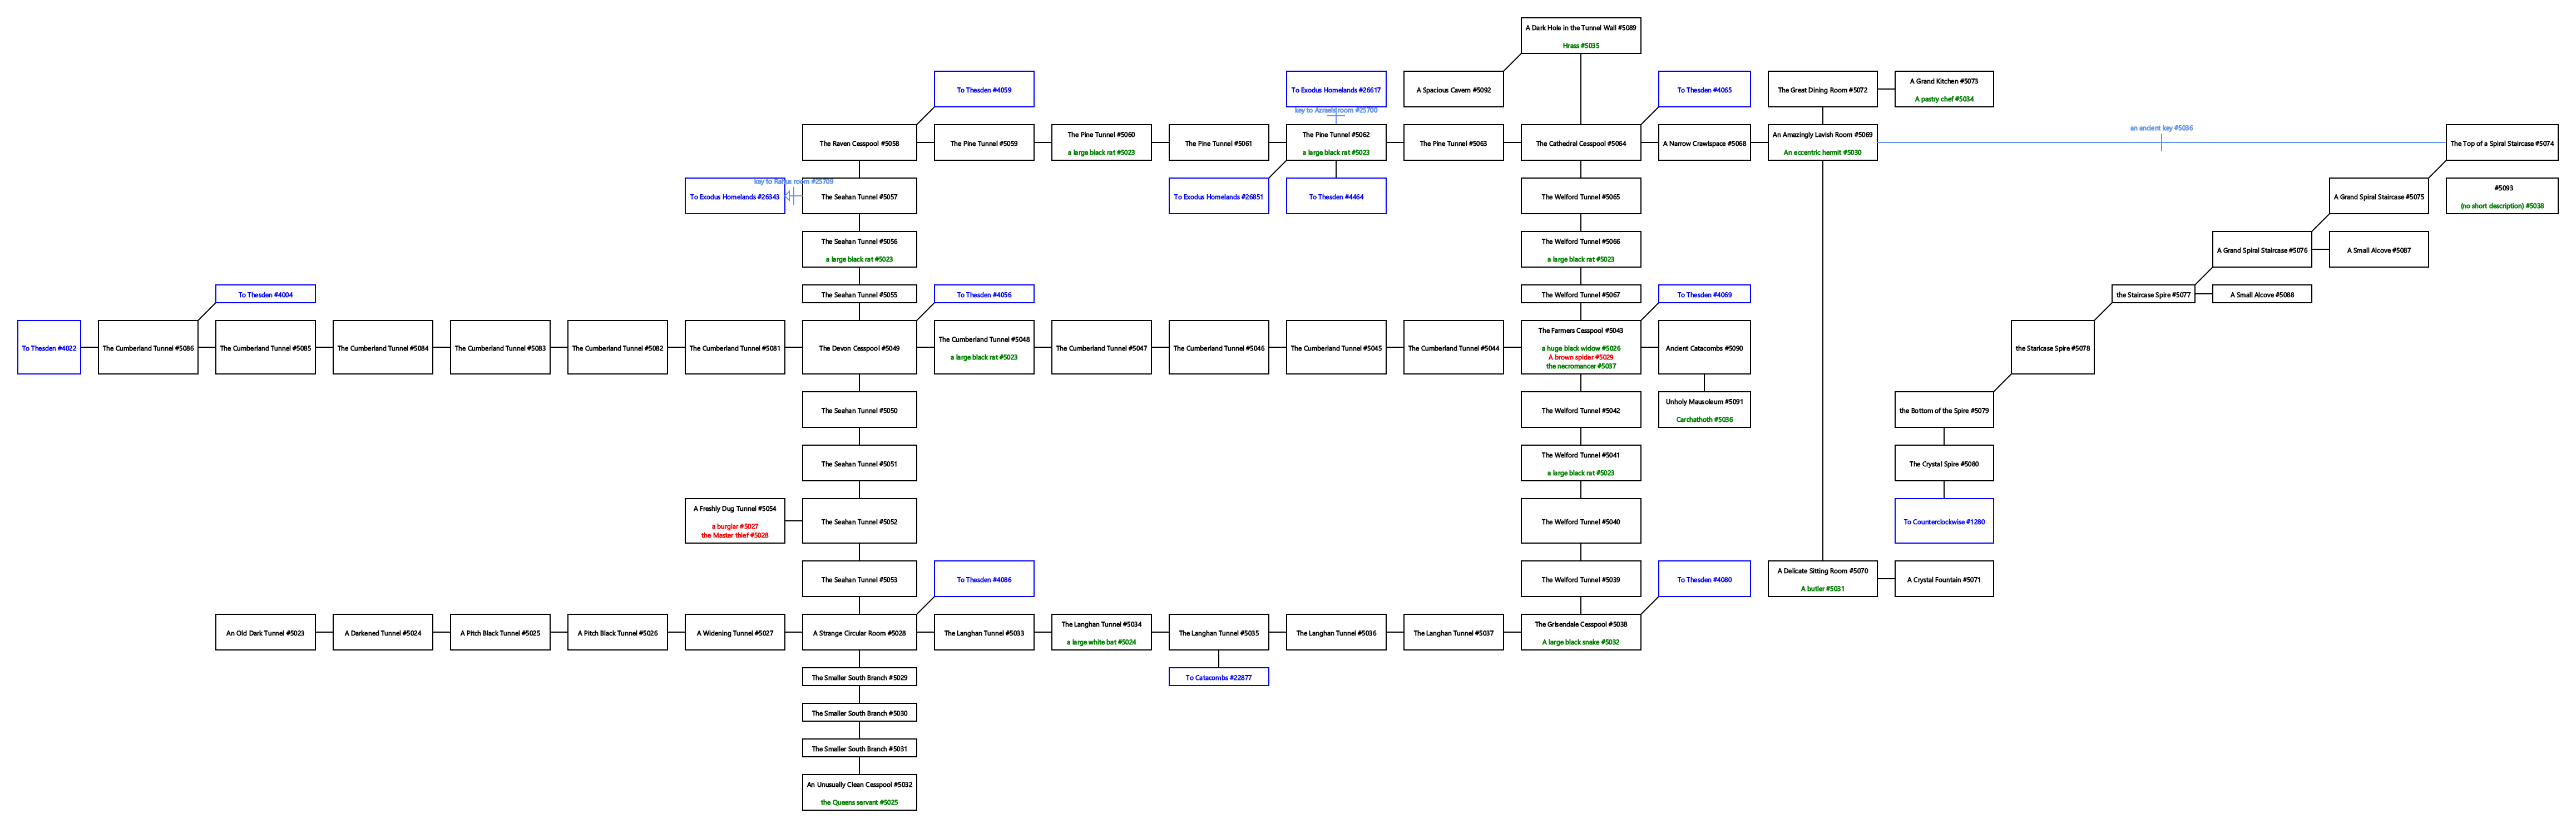 A Dark Hole in the Tunnel Wall #5089
Hrass #5035
To Thesden #4059
To Exodus Homelands #26617
A Spacious Cavern #5092
To Thesden #4065
The Great Dining Room #5072
A Grand Kitchen #5073
A pastry chef #5034
key to Azraels room #25700
The Raven Cesspool #5058
The Pine Tunnel #5059
The Pine Tunnel #5060
a large black rat #5023
The Pine Tunnel #5061
The Pine Tunnel #5062
a large black rat #5023
The Pine Tunnel #5063
The Cathedral Cesspool #5064
A Narrow Crawlspace #5068
An Amazingly Lavish Room #5069
An eccentric hermit #5030
an ancient key #5036
The Top of a Spiral Staircase #5074
To Exodus Homelands #26343
key to Rahus room #25709
The Seahan Tunnel #5057
To Exodus Homelands #26851
To Thesden #4464
The Welford Tunnel #5065
A Grand Spiral Staircase #5075
#5093
(no short description) #5038
The Seahan Tunnel #5056
a large black rat #5023
The Welford Tunnel #5066
a large black rat #5023
A Grand Spiral Staircase #5076
A Small Alcove #5087
To Thesden #4004
The Seahan Tunnel #5055
To Thesden #4056
The Welford Tunnel #5067
To Thesden #4069
the Staircase Spire #5077
A Small Alcove #5088
To Thesden #4022
The Cumberland Tunnel #5086
The Cumberland Tunnel #5085
The Cumberland Tunnel #5084
The Cumberland Tunnel #5083
The Cumberland Tunnel #5082
The Cumberland Tunnel #5081
The Devon Cesspool #5049
The Cumberland Tunnel #5048
a large black rat #5023
The Cumberland Tunnel #5047
The Cumberland Tunnel #5046
The Cumberland Tunnel #5045
The Cumberland Tunnel #5044
The Farmers Cesspool #5043
a huge black widow #5026
A brown spider #5029
the necromancer #5037
Ancient Catacombs #5090
the Staricase Spire #5078
The Seahan Tunnel #5050
The Welford Tunnel #5042
Unholy Mausoleum #5091
Carchathoth #5036
the Bottom of the Spire #5079
The Seahan Tunnel #5051
The Welford Tunnel #5041
a large black rat #5023
The Crystal Spire #5080
A Freshly Dug Tunnel #5054
a burglar #5027
the Master thief #5028
The Seahan Tunnel #5052
The Welford Tunnel #5040
To Counterclockwise #1280
The Seahan Tunnel #5053
To Thesden #4086
The Welford Tunnel #5039
To Thesden #4080
A Delicate Sitting Room #5070
A butler #5031
A Crystal Fountain #5071
An Old Dark Tunnel #5023
A Darkened Tunnel #5024
A Pitch Black Tunnel #5025
A Pitch Black Tunnel #5026
A Widening Tunnel #5027
A Strange Circular Room #5028
The Langhan Tunnel #5033
The Langhan Tunnel #5034
a large white bat #5024
The Langhan Tunnel #5035
The Langhan Tunnel #5036
The Langhan Tunnel #5037
The Grisendale Cesspool #5038
A large black snake #5032
The Smaller South Branch #5029
To Catacombs #22877
The Smaller South Branch #5030
The Smaller South Branch #5031
An Unusually Clean Cesspool #5032
the Queens servant #5025